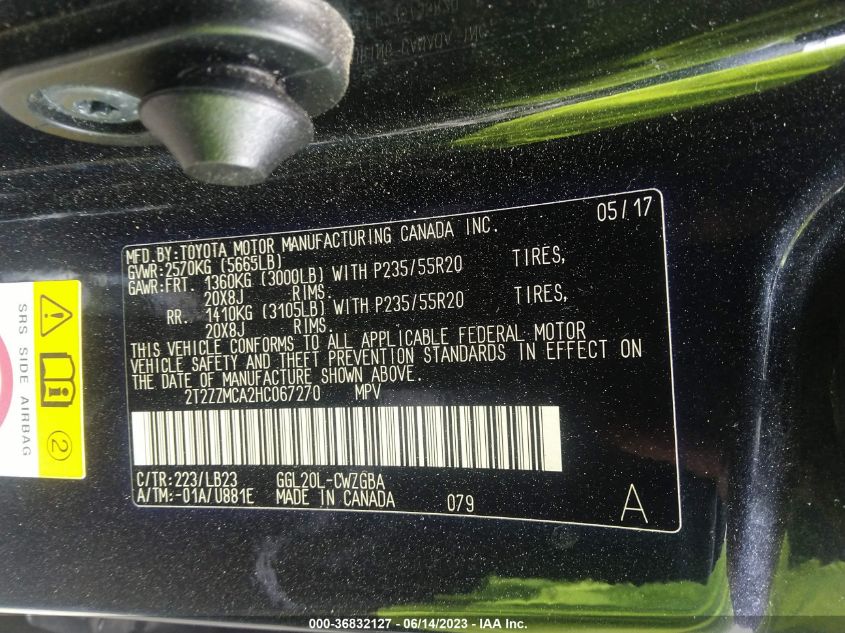 05/17
MFD.BY:TOYOTA MOTOR MANUFACTURING CANADA INC.
GVWR:2570KG (5665LB)
GAWR:FRT. 1360KG (3000LB) WITH P235/55R20 TIRES,
20X8J RIMS.
RR. 1410KG (3105LB) WITH P235/55R20 TIRES,
20X8J RIMS.
THIS VEHICLE CONFORMS TO ALL APPLICABLE FEDERAL MOTOR
VEHICLE SAFETY AND THEFT PREVENTION STANDARDS IN EFFECT ON
THE DATE OF MANUFACTURE SHOWN ABOVE.
2T2ZZMCA2HC067270 MPV
C/TR:223/LB23 GGL20L-CWZGBA
A/TM:-01A/U881E MADE IN CANADA 079 A
SRS SIDE AIRBAG
2
000-36832127 - 06/14/2023 - IAA Inc.